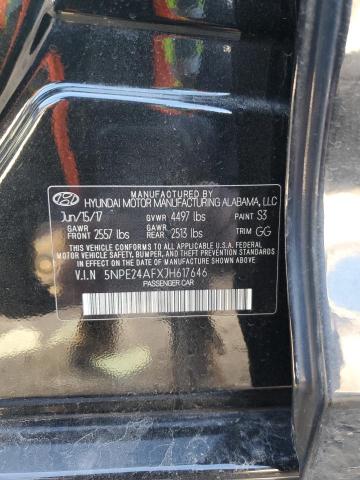 MANUFACTURED BY
HYUNDAI MOTOR MANUFACTURING ALABAMA, LLC
Jun/15/17 GVWR 4497 lbs PAINT S3
GAWR FRONT 2557 lbs GAWR REAR 2513 lbs TRIM GG
THIS VEHICLE CONFORMS TO ALL APPLICABLE U.S. FEDERAL
MOTOR VEHICLE SAFETY, BUMPER, AND THEFT
PREVENTION STANDARDS IN EFFECT ON THE DATE OF MANUFACTURE SHOWN ABOVE.
V.I.N 5NPE24AFXJH617646
PASSENGER CAR